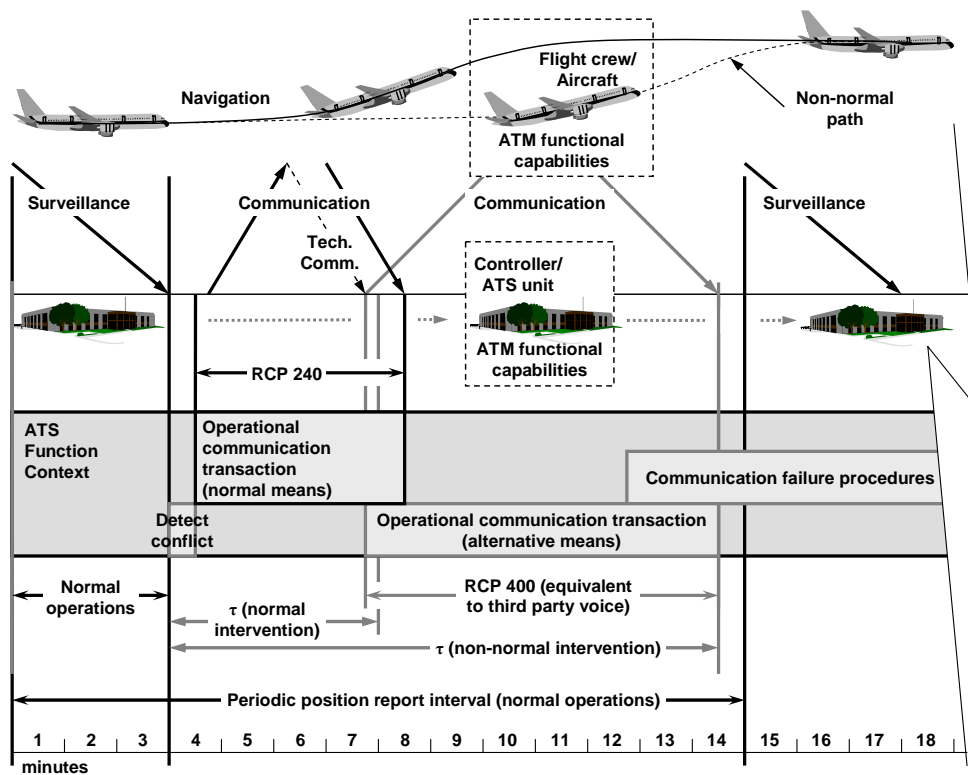 Flight crew/
Aircraft
Navigation
Non-normal
path
ATM functional
capabilities
Surveillance
Communication
Communication
Surveillance
Tech.
Comm.
Controller/
ATS unit
ATM functional
capabilities
RCP 240
ATS
Function
Context
Operational
communication
transaction
(normal means)
Communication failure procedures
Detect
conflict
Operational communication transaction
(alternative means)
Normal
operations
RCP 400 (equivalent
to third party voice)
τ (normal
intervention)
τ (non-normal intervention)
Periodic position report interval (normal operations)
1 2 3 4 5 6 7 8 9 10 11 12 13 14 15 16 17 18
minutes